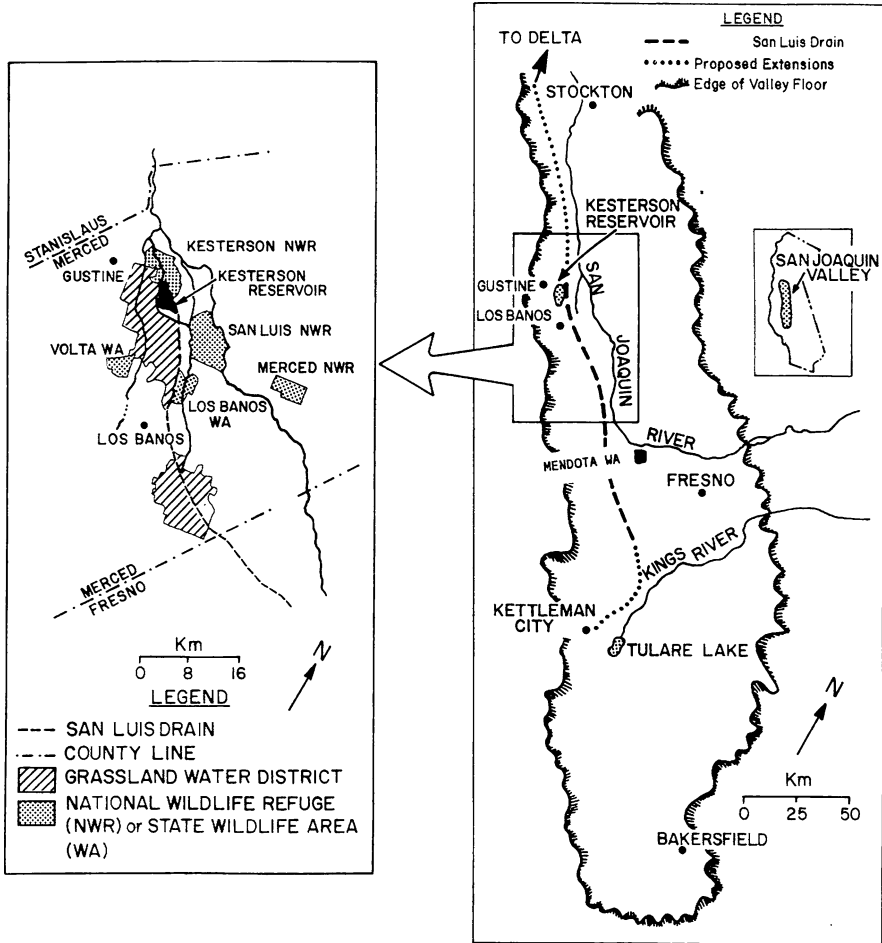 STANISLAUS
MERCED
GUSTINE
KESTERSON NWR
KESTERSON
RESERVOIR
SAN LUIS NWR
VOLTA WA
MERCED NWR
LOS BANOS
WA
LOS BANOS
MERCED
FRESNO
Km
0 8 16
N
LEGEND
SAN LUIS DRAIN
COUNTY LINE
GRASSLAND WATER DISTRICT
NATIONAL WILDLIFE REFUGE
(NWR) or STATE WILDLIFE AREA
(WA)
LEGEND
San Luis Drain
Proposed Extensions
Edge of Valley Floor
TO DELTA
STOCKTON
KESTERSON
RESERVOIR
GUSTINE
LOS BANOS
SAN
JOAQUIN
RIVER
SAN JOAQUIN
VALLEY
MENDOTA WA
FRESNO
KINGS RIVER
KETTLEMAN
CITY
TULARE LAKE
N
Km
0 25 50
BAKERSFIELD